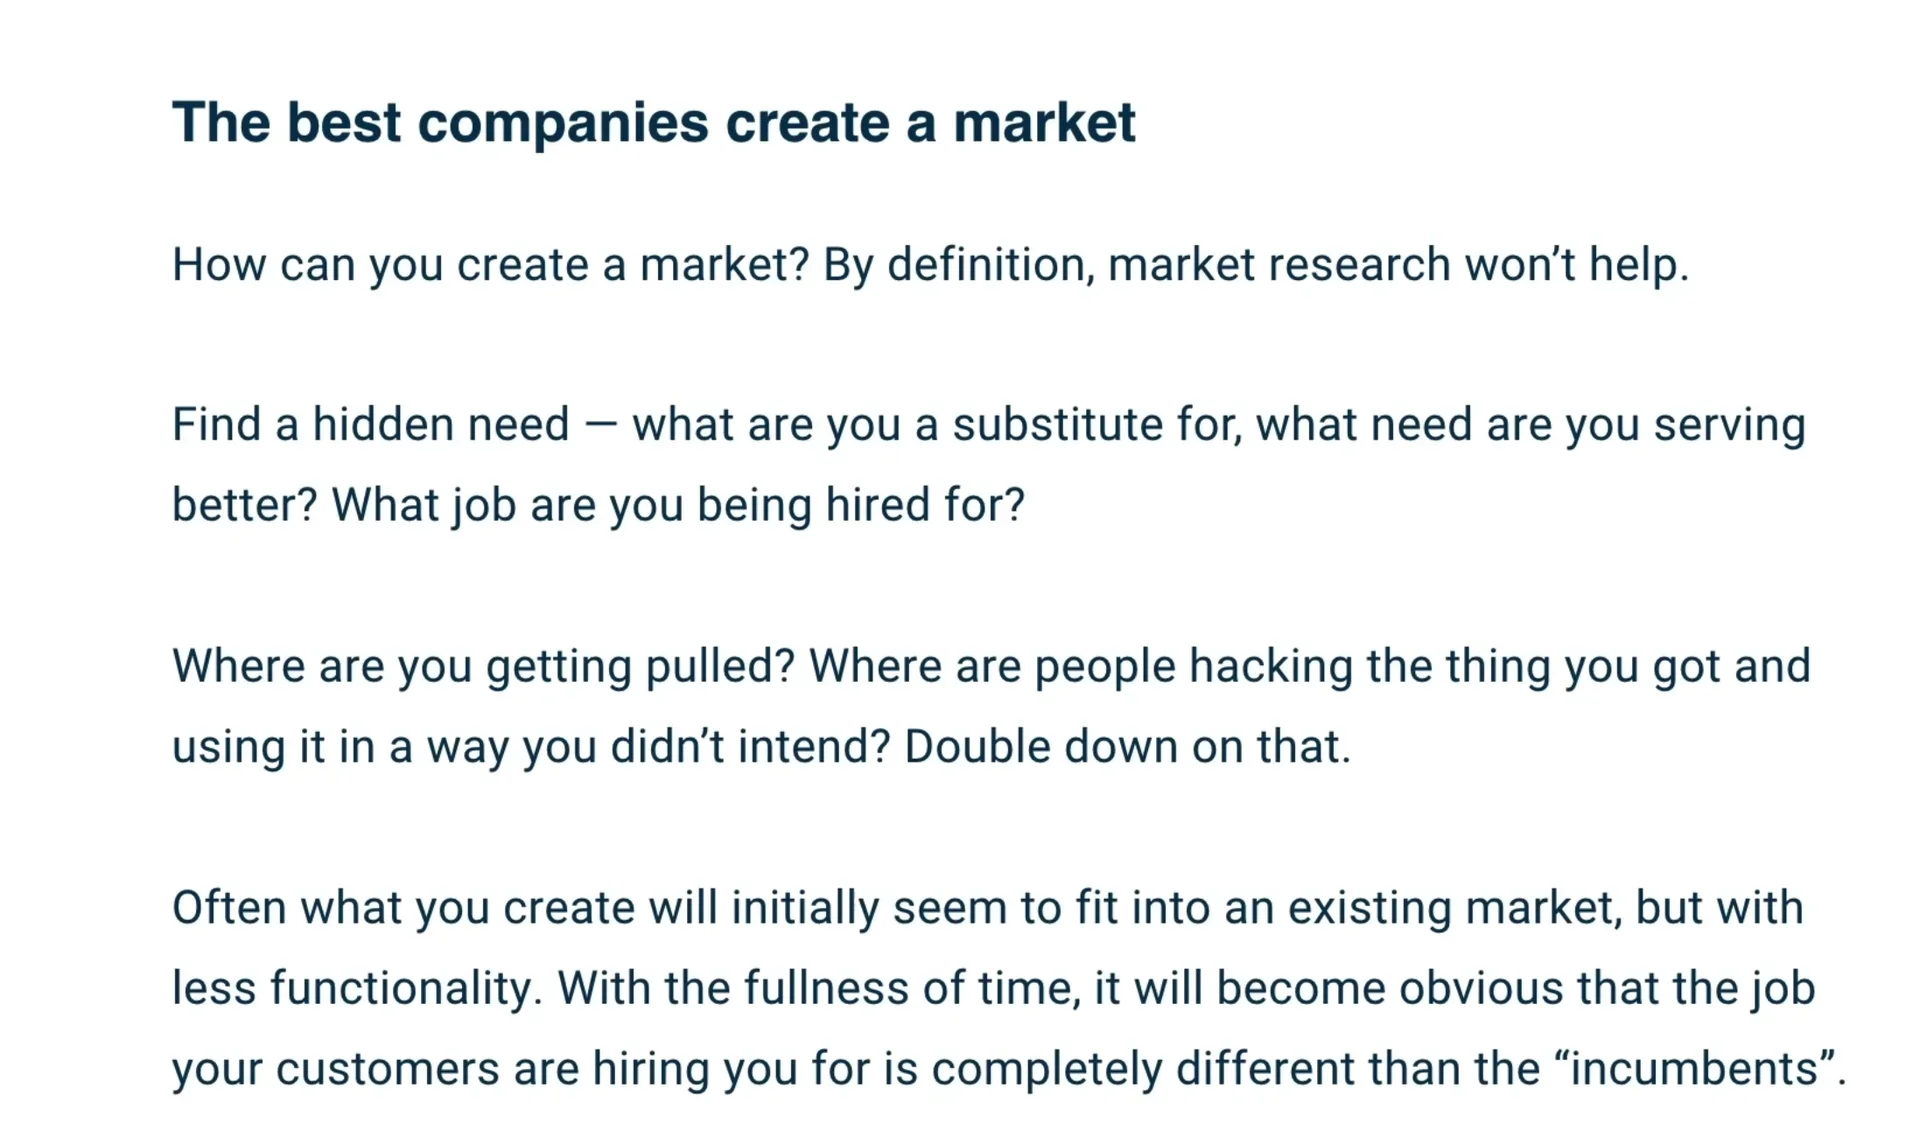 The best companies create a market
How can you create a market? By definition, market research won’t help.
Find a hidden need — what are you a substitute for, what need are you serving
better? What job are you being hired for?
Where are you getting pulled? Where are people hacking the thing you got and
using it in a way you didn’t intend? Double down on that.
Often what you create will initially seem to fit into an existing market, but with
less functionality. With the fullness of time, it will become obvious that the job
your customers are hiring you for is completely different than the “incumbents”.